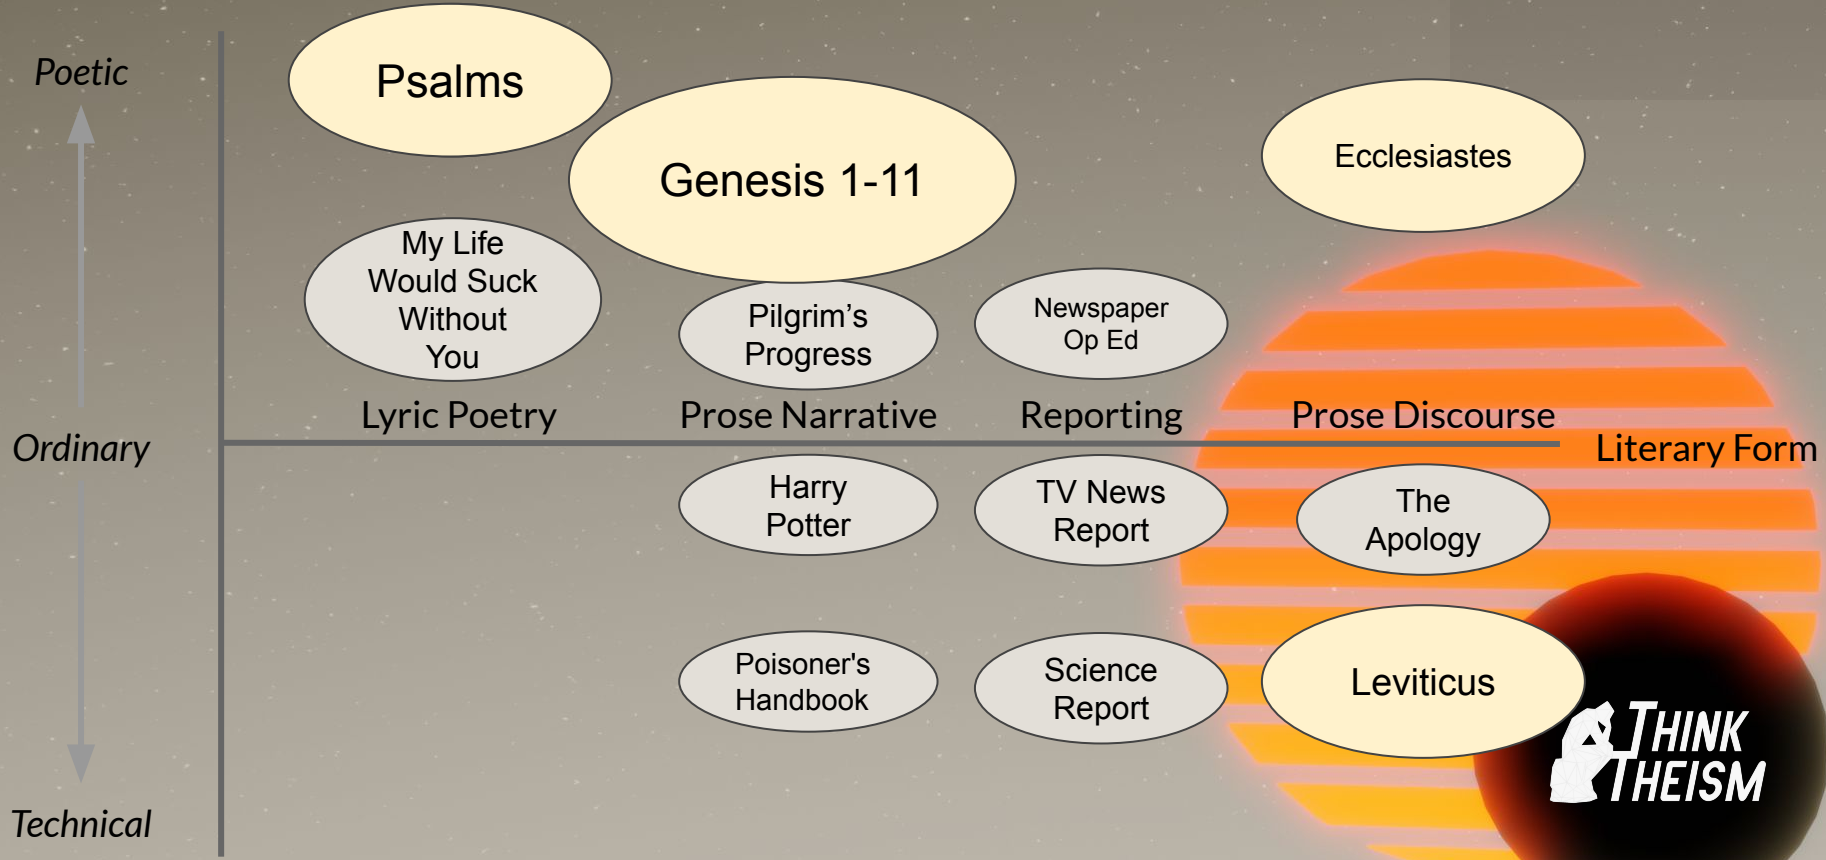 Poetic
Psalms
Genesis 1-11
Ecclesiastes
My Life
Would Suck
Without
You
Pilgrim’s
Progress
Newspaper
Op Ed
Lyric Poetry
Prose Narrative
Reporting
Prose Discourse
Ordinary
Literary Form
Harry
Potter
TV News
Report
The
Apology
Poisoner's
Handbook
Science
Report
Leviticus
THINK
THEISM
Technical